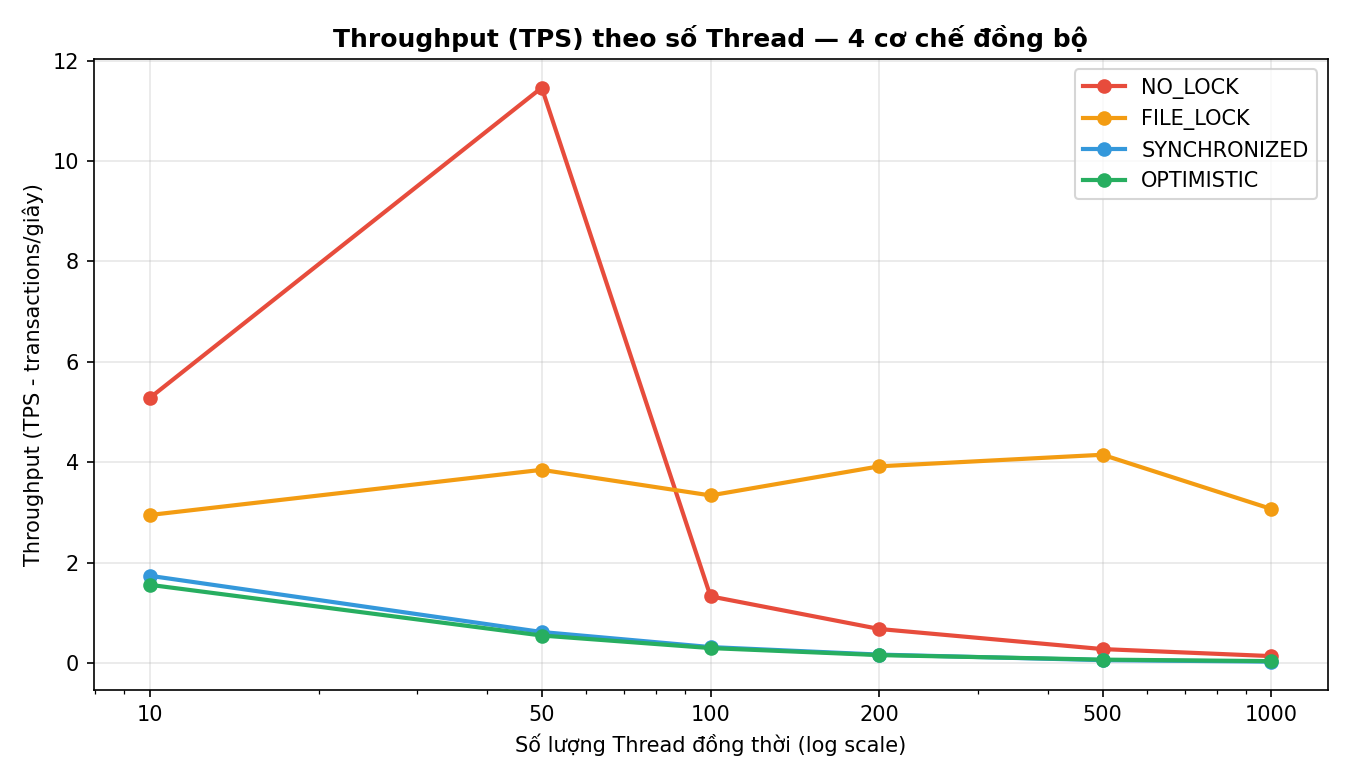 Throughput (TPS) theo số Thread — 4 cơ chế đồng bộ
NO_LOCK
FILE_LOCK
SYNCHRONIZED
OPTIMISTIC
Throughput (TPS - transactions/giây)
12
10
8
6
4
2
0
10 50 100 200 500 1000
Số lượng Thread đồng thời (log scale)